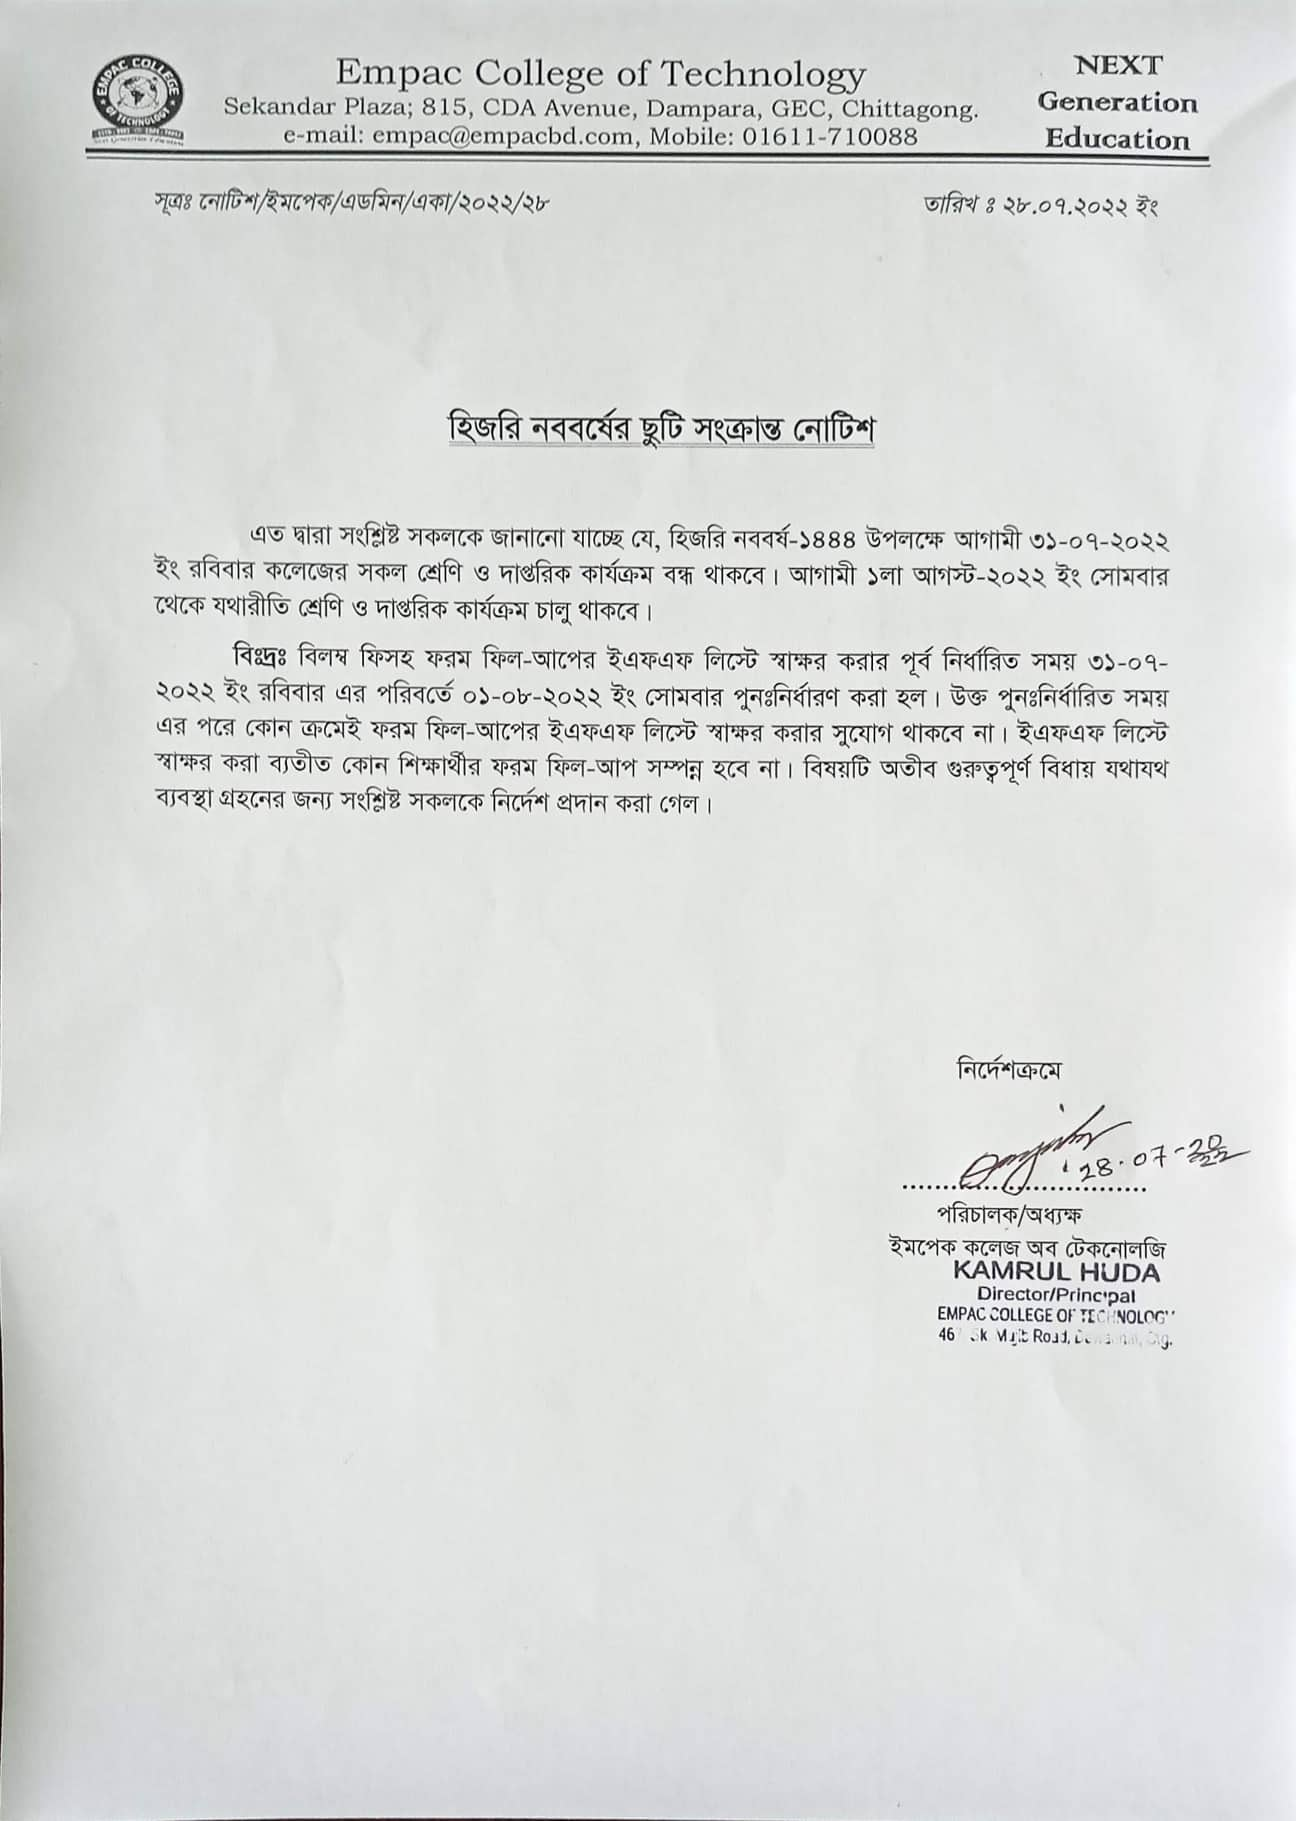 EMPAC COLLEGE
OF TECHNOLOGY
Empac College of Technology
Sekandar Plaza; 815, CDA Avenue, Dampara, GEC, Chittagong.
e-mail: empac@empacbd.com, Mobile: 01611-710088
NEXT
Generation
Education
সূত্রঃ নোটিশ/ইমপেক/এডমিন/একা/২০২২/২৮
তারিখ ঃ ২৮.০৭.২০২২ ইং
হিজরি নববর্ষের ছুটি সংক্রান্ত নোটিশ
এত দ্বারা সংশ্লিষ্ট সকলকে জানানো যাচ্ছে যে, হিজরি নববর্ষ-১৪৪৪ উপলক্ষে আগামী ৩১-০৭-২০২২
ইং রবিবার কলেজের সকল শ্রেণি ও দাপ্তরিক কার্যক্রম বন্ধ থাকবে। আগামী ১লা আগস্ট-২০২২ ইং সোমবার
থেকে যথারীতি শ্রেণি ও দাপ্তরিক কার্যক্রম চালু থাকবে।
বিঃদ্রঃ বিলম্ব ফিসহ ফরম ফিল-আপের ইএফএফ লিস্টে স্বাক্ষর করার পূর্ব নির্ধারিত সময় ৩১-০৭-
২০২২ ইং রবিবার এর পরিবর্তে ০১-০৮-২০২২ ইং সোমবার পুনঃনির্ধারণ করা হল। উক্ত পুনঃনির্ধারিত সময়
এর পরে কোন ক্রমেই ফরম ফিল-আপের ইএফএফ লিস্টে স্বাক্ষর করার সুযোগ থাকবে না। ইএফএফ লিস্টে
স্বাক্ষর করা ব্যতীত কোন শিক্ষার্থীর ফরম ফিল-আপ সম্পন্ন হবে না। বিষয়টি অতীব গুরুত্বপূর্ণ বিধায় যথাযথ
ব্যবস্থা গ্রহনের জন্য সংশ্লিষ্ট সকলকে নির্দেশ প্রদান করা গেল।
নির্দেশক্রমে
28.07-2022
পরিচালক/অধ্যক্ষ
ইমপেক কলেজ অব টেকনোলজি
KAMRUL HUDA
Director/Principal
EMPAC COLLEGE OF TECHNOLOGY
Sk. Mujib Road, Ctg.